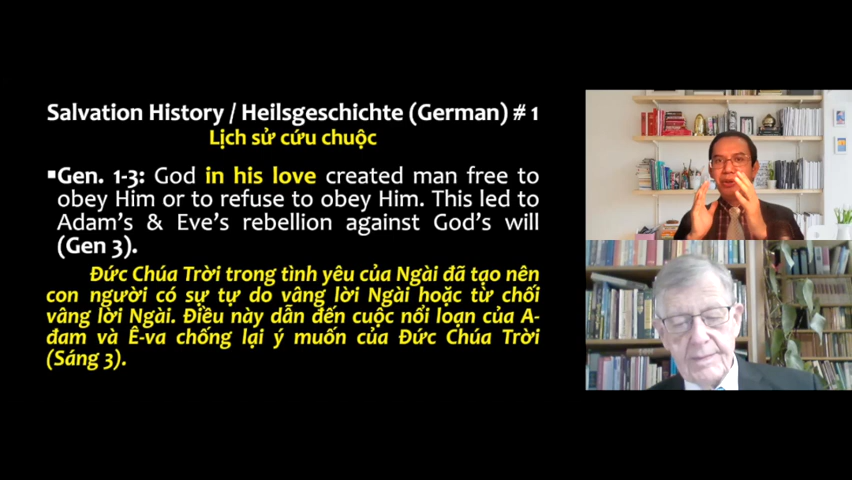 Salvation History / Heilsgeschichte (German) # 1
Lịch sử cứu chuộc
▪Gen. 1-3: God in his love created man free to
obey Him or to refuse to obey Him. This led to
Adam's & Eve's rebellion against God's will
(Gen 3).
Đức Chúa Trời trong tình yêu của Ngài đã tạo nên
con người có sự tự do vâng lời Ngài hoặc từ chối
vâng lời Ngài. Điều này dẫn đến cuộc nổi loạn của A-
đam và Ê-va chống lại ý muốn của Đức Chúa Trời
(Sáng 3).